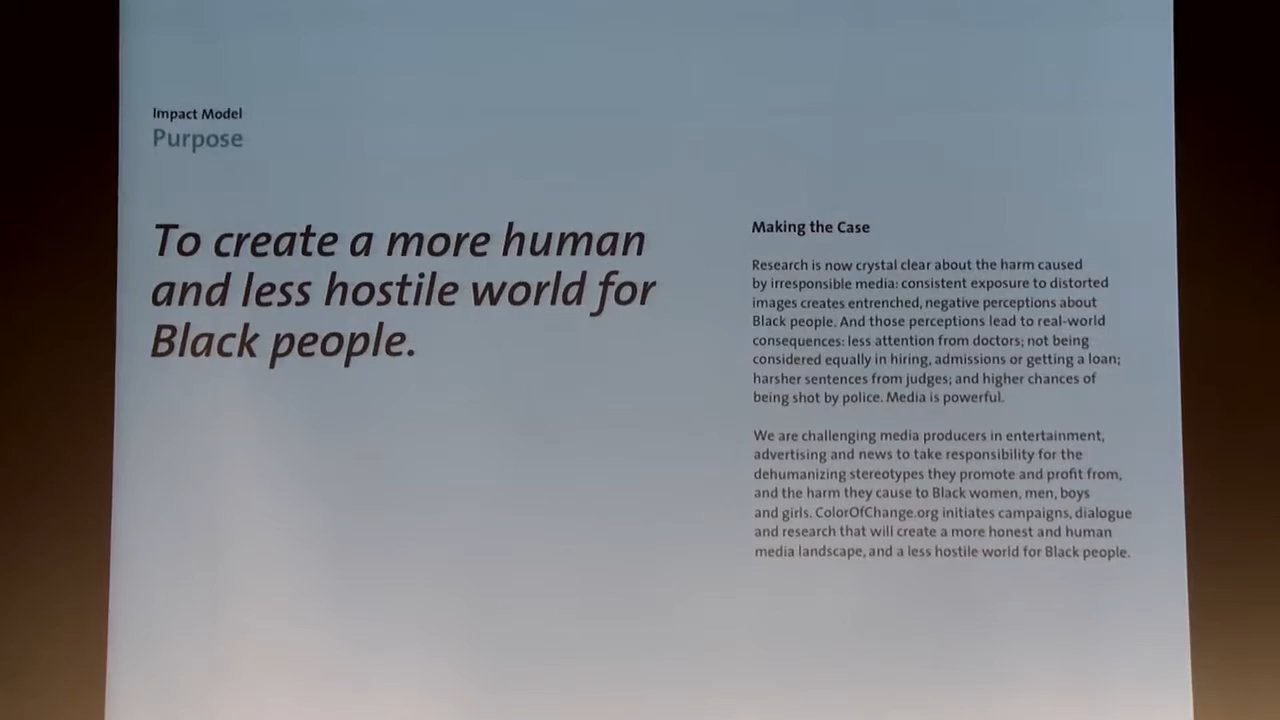 Impact Model
Purpose
To create a more human
and less hostile world for
Black people.
Making the Case
Research is now crystal clear about the harm caused
by irresponsible media: consistent exposure to distorted
images creates entrenched, negative perceptions about
Black people. And those perceptions lead to real-world
consequences: less attention from doctors; not being
considered equally in hiring, admissions or getting a loan;
harsher sentences from judges; and higher chances of
being shot by police. Media is powerful.
We are challenging media producers in entertainment,
advertising and news to take responsibility for the
dehumanizing stereotypes they promote and profit from,
and the harm they cause to Black women, men, boys
and girls. ColorOfChange.org initiates campaigns, dialogue
and research that will create a more honest and human
media landscape, and a less hostile world for Black people.